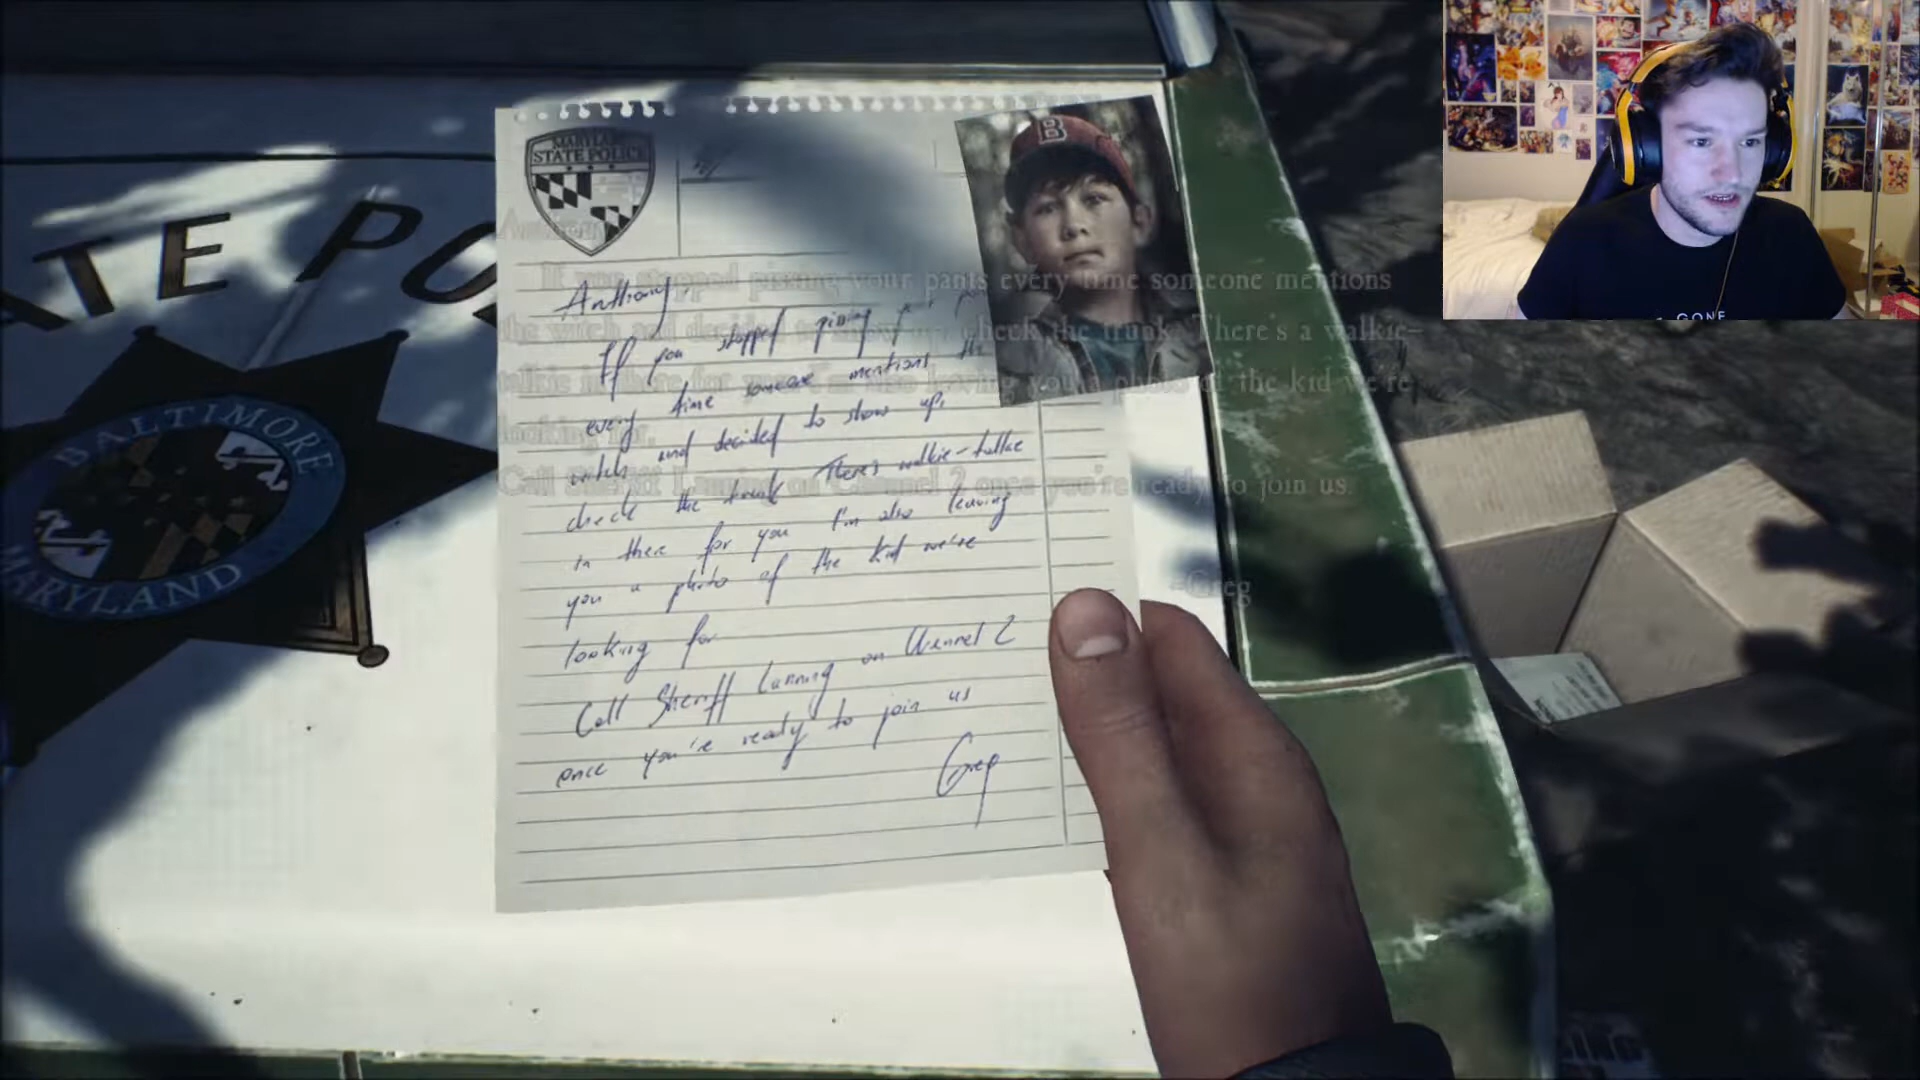 ATE PO
BALTIMORE
MARYLAND
MARYLAND
STATE POLICE
B
Anthony,
If you stopped pissing your
every time someone mentions the
witch and decided to show up,
check the trunk There's walkie-talkie
in there for you I'm also leaving
you a photo of the kid we're
looking for
Call Sheriff Lanning on Channel 2
once you're ready to join us
Greg
Anthony,
If you stopped pissing your pants every time someone mentions
the witch and decided to show up, check the trunk. There's a walkie-
talkie in there for you. I'm also leaving you a photo of the kid we're
looking for.
Call Sheriff Lanning on Channel 2 once you're ready to join us.
-Greg
GONE